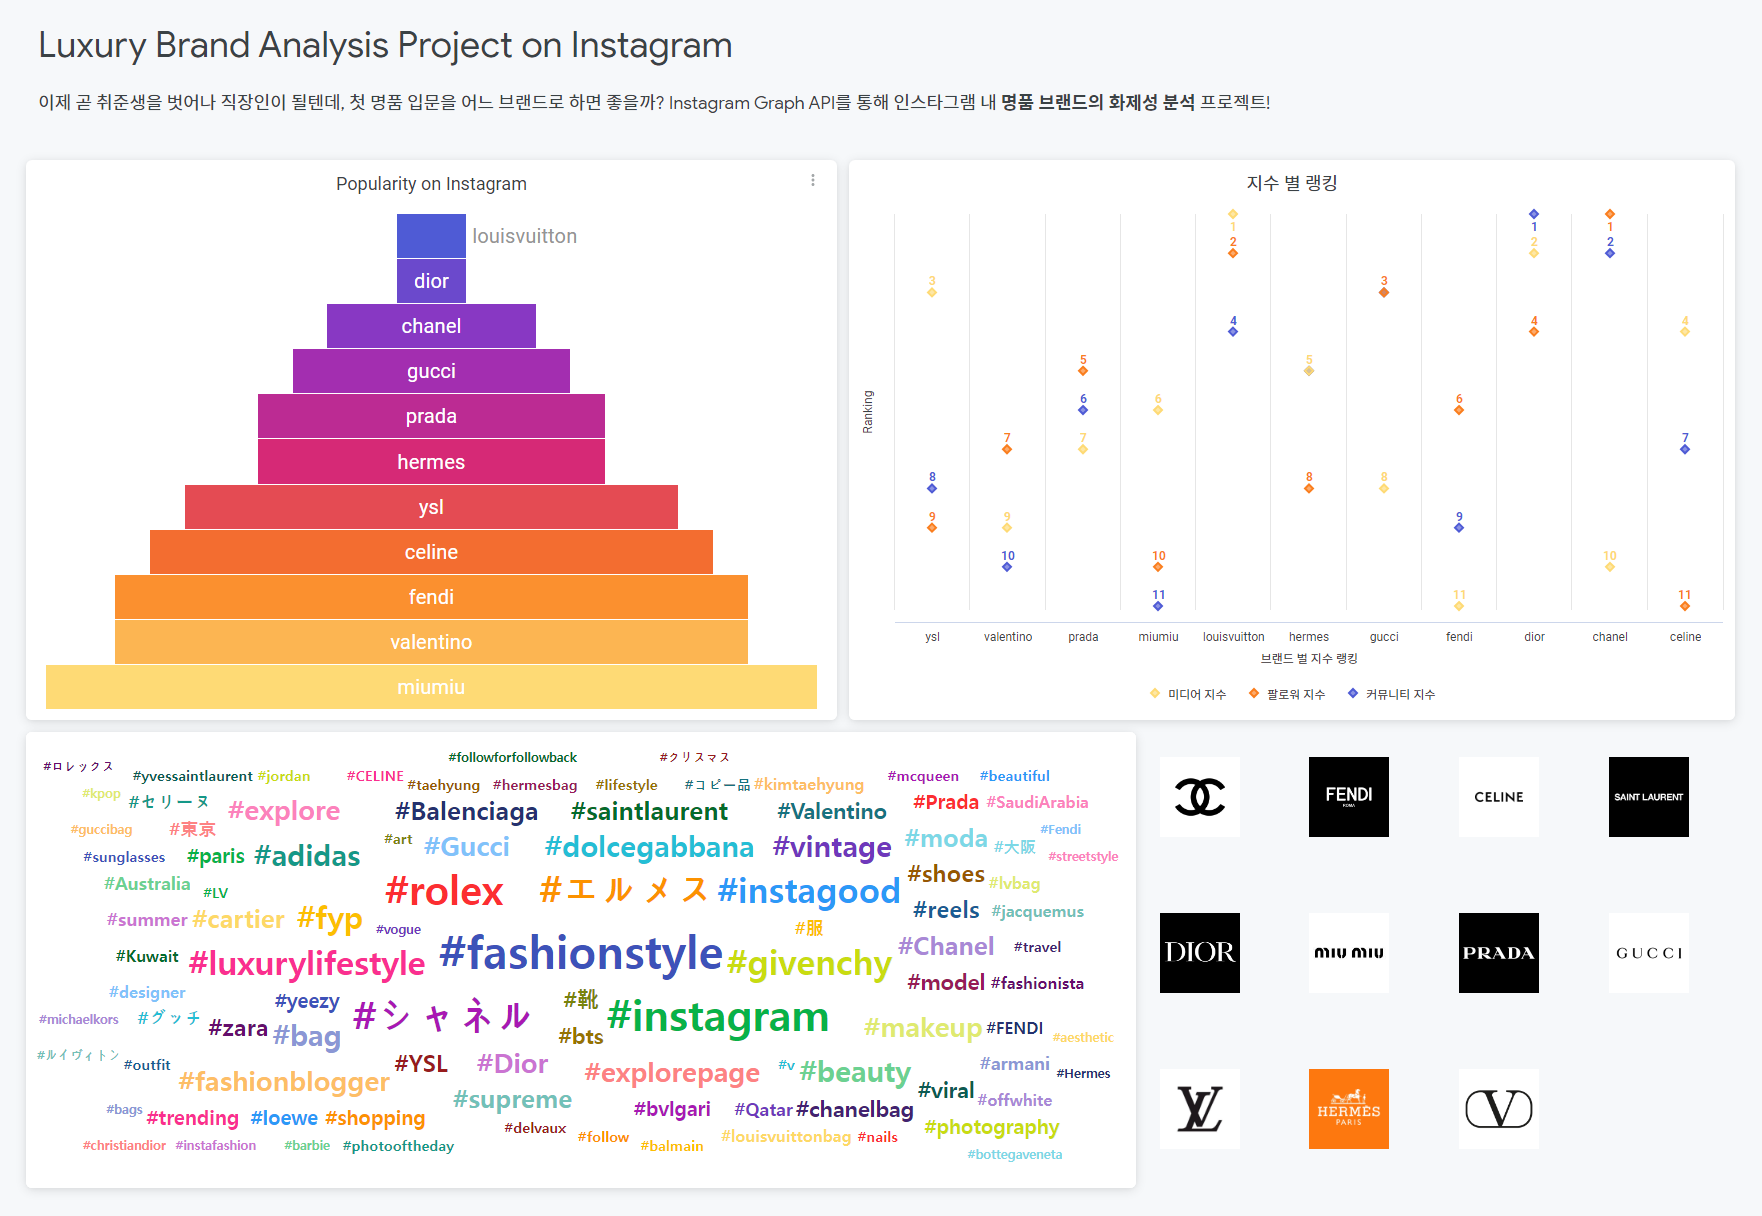 Luxury Brand Analysis Project on Instagram
이제 곧 취준생을 벗어나 직장인이 될텐데, 첫 명품 입문을 어느 브랜드로 하면 좋을까? Instagram Graph API를 통해 인스타그램 내 명품 브랜드의 화제성 분석 프로젝트!
Popularity on Instagram
louisvuitton
dior
chanel
gucci
prada
hermes
ysl
celine
fendi
valentino
miumiu
지수 별 랭킹
1 1 1
2 2 2
3 3
4 4 4
5 5
6 6 6
7 7 7
8 8 8
9 9 9
10 10 10
11 11 11
Ranking
ysl valentino prada miumiu louisvuitton hermes gucci fendi dior chanel celine
브랜드 별 지수 랭킹
미디어 지수 팔로워 지수 커뮤니티 지수
#followforfollowback #クリスマス
#ロレックス #yvessaintlaurent #jordan #CELINE #taehyung #hermesbag #lifestyle #コピー品 #kimtaehyung #mcqueen #beautiful
#kpop #セリーヌ #explore #Balenciaga #saintlaurent #Valentino #Prada #SaudiArabia
#guccibag #東京 #art #Gucci #dolcegabbana #vintage #moda #大阪 #Fendi
#sunglasses #paris #adidas #streetstyle
#Australia #LV #rolex #エルメス #instagood #shoes #lvbag
#summer #cartier #fyp #vogue #服 #reels #jacquemus
#Kuwait #luxurylifestyle #fashionstyle #givenchy #Chanel #travel
#designer #yeezy #靴 #model #fashionista
#michaelkors #グッチ #zara #bag #シャネル #bts #instagram #makeup #FENDI #aesthetic
#ルイヴィトン #outfit #YSL #Dior #explorepage #v #beauty #armani #Hermes
#fashionblogger #supreme #viral #offwhite
#bags #trending #loewe #shopping #delvaux #bvlgari #Qatar #chanelbag #photography
#christiandior #instafashion #barbie #photooftheday #follow #balmain #louisvuittonbag #nails #bottegaveneta
FENDI
ROMA
CELINE
SAINT LAURENT
DIOR
miu miu
PRADA
GUCCI
LV
HERMÈS
PARIS
V